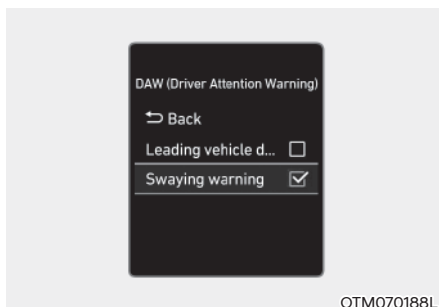 DAW (Driver Attention Warning)
Back
Leading vehicle d...
Swaying warning
OTM070188L